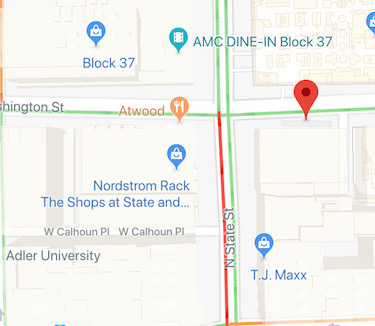 Block 37
AMC DINE-IN Block 37
shington St
Atwood
Nordstrom Rack
The Shops at State and...
W Calhoun Pl W Calhoun Pl
Adler University
N State St
T.J. Maxx